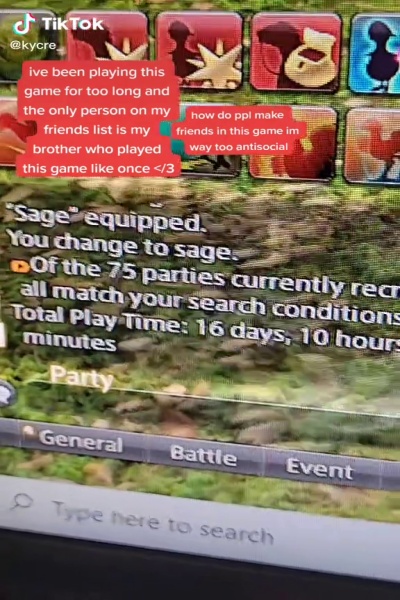 TikTok
@kycre_
ive been playing this
game for too long and
the only person on my
friends list is my
brother who played
this game like once </3
how do ppl make
friends in this game im
way too antisocial
"Sage" equipped.
You change to sage.
Of the 75 parties currently recr
all match your search conditions
Total Play Time: 16 days, 10 hours
minutes
Party
General Battle Event
Type here to search